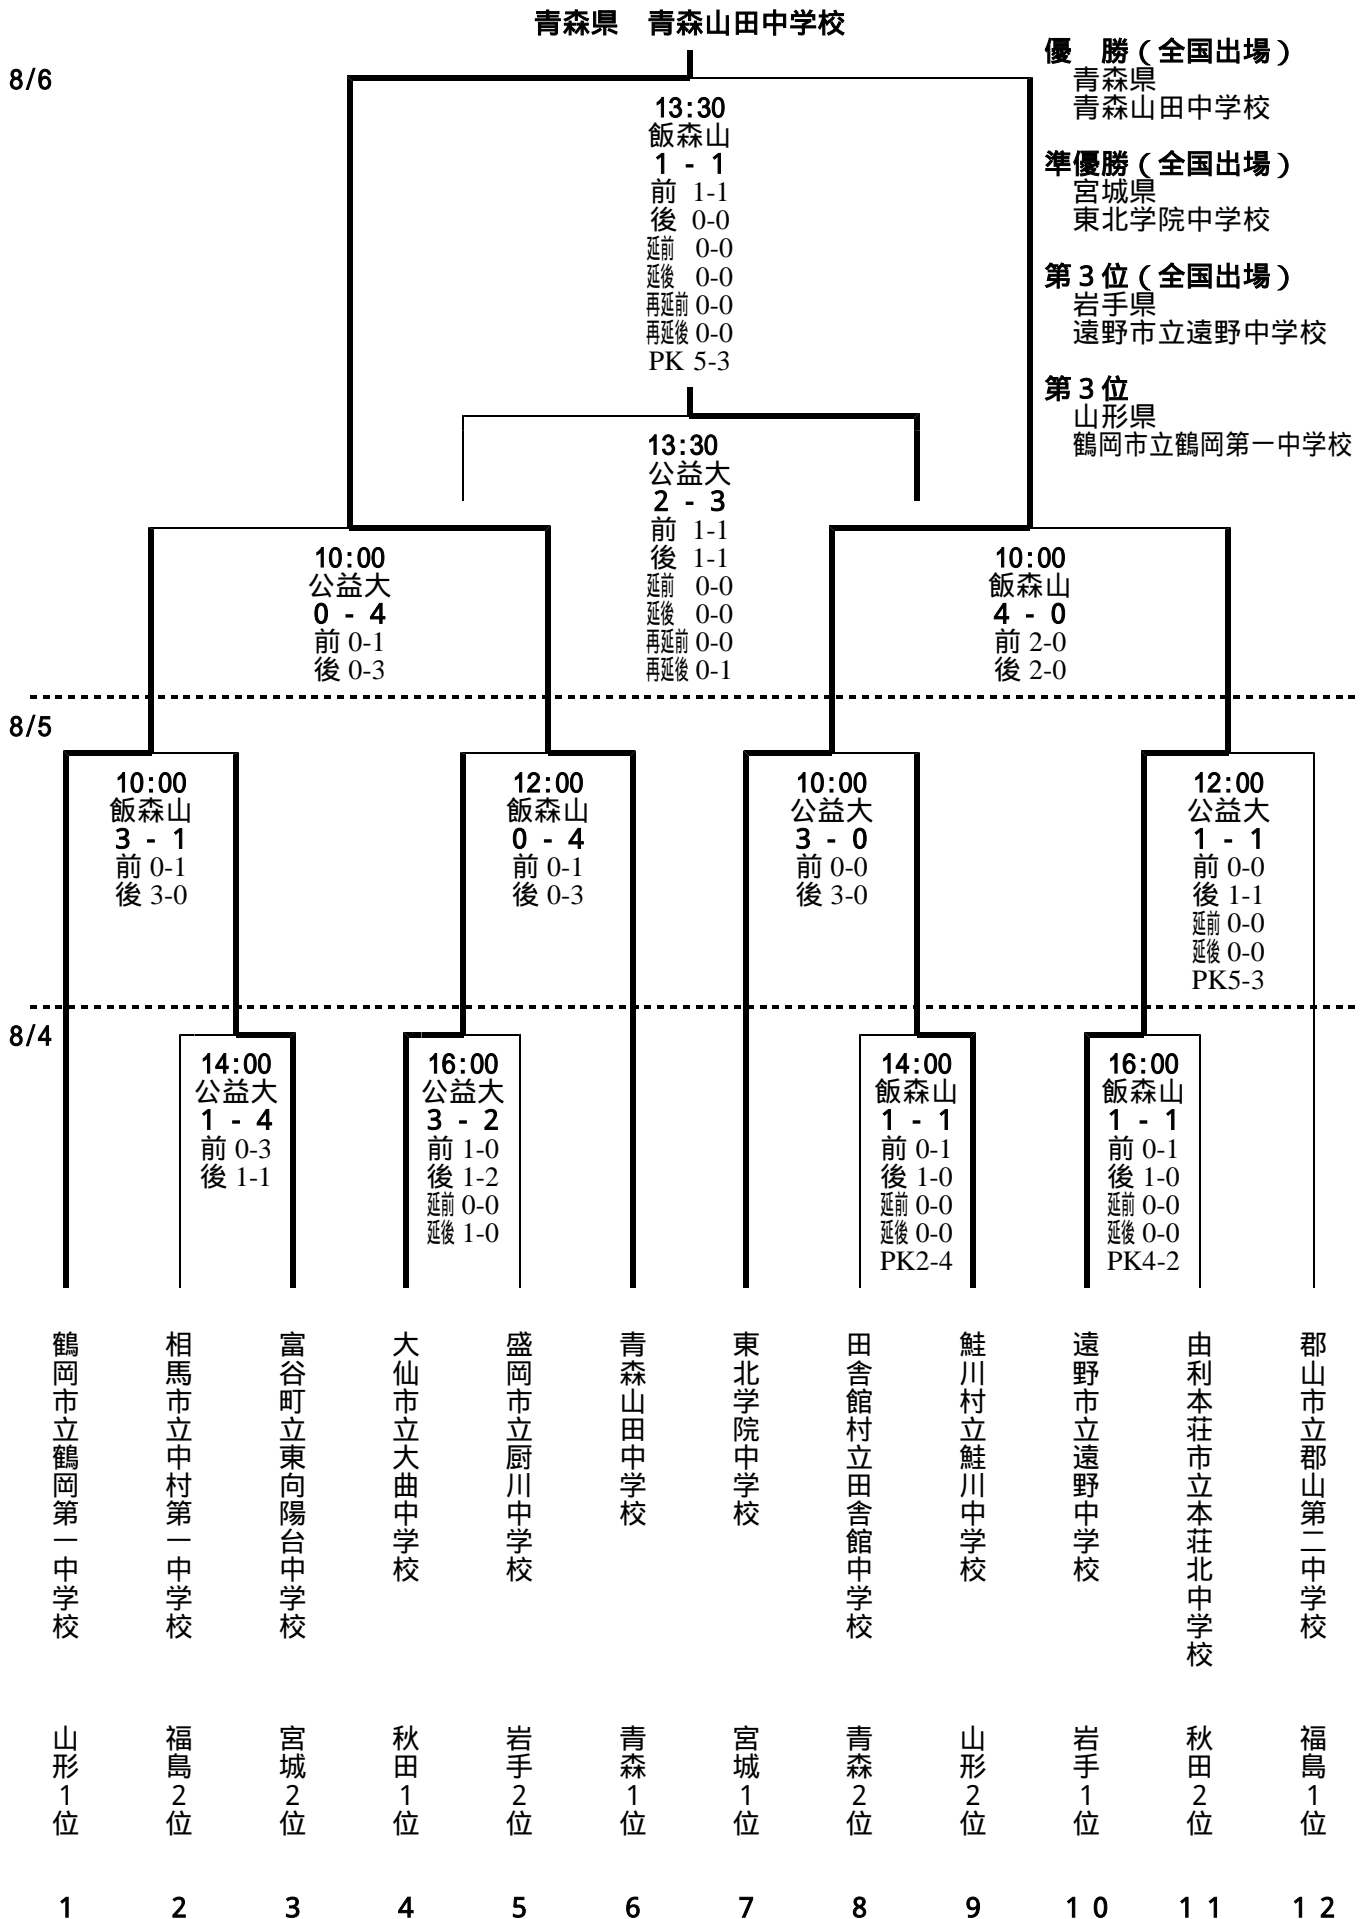 青森県　青森山田中学校
8/6
13:30
飯森山
1 - 1
前 1-1
後 0-0
延前 0-0
延後 0-0
再延前 0-0
再延後 0-0
PK 5-3
優　勝（全国出場）
青森県
青森山田中学校
準優勝（全国出場）
宮城県
東北学院中学校
第３位（全国出場）
岩手県
遠野市立遠野中学校
第３位
山形県
鶴岡市立鶴岡第一中学校
13:30
公益大
2 - 3
前 1-1
後 1-1
延前 0-0
延後 0-0
再延前 0-0
再延後 0-1
10:00
公益大
0 - 4
前 0-1
後 0-3
10:00
飯森山
4 - 0
前 2-0
後 2-0
8/5
10:00
飯森山
3 - 1
前 0-1
後 3-0
12:00
飯森山
0 - 4
前 0-1
後 0-3
10:00
公益大
3 - 0
前 0-0
後 3-0
12:00
公益大
1 - 1
前 0-0
後 1-1
延前 0-0
延後 0-0
PK5-3
8/4
14:00
公益大
1 - 4
前 0-3
後 1-1
16:00
公益大
3 - 2
前 1-0
後 1-2
延前 0-0
延後 1-0
14:00
飯森山
1 - 1
前 0-1
後 1-0
延前 0-0
延後 0-0
PK2-4
16:00
飯森山
1 - 1
前 0-1
後 1-0
延前 0-0
延後 0-0
PK4-2
鶴岡市立鶴岡第一中学校
相馬市立中村第一中学校
富谷町立東向陽台中学校
大仙市立大曲中学校
盛岡市立厨川中学校
青森山田中学校
東北学院中学校
田舎館村立田舎館中学校
鮭川村立鮭川中学校
遠野市立遠野中学校
由利本荘市立本荘北中学校
郡山市立郡山第二中学校
山形１位
福島２位
宮城２位
秋田１位
岩手２位
青森１位
宮城１位
青森２位
山形２位
岩手１位
秋田２位
福島１位
１
２
３
４
５
６
７
８
９
１０
１１
１２